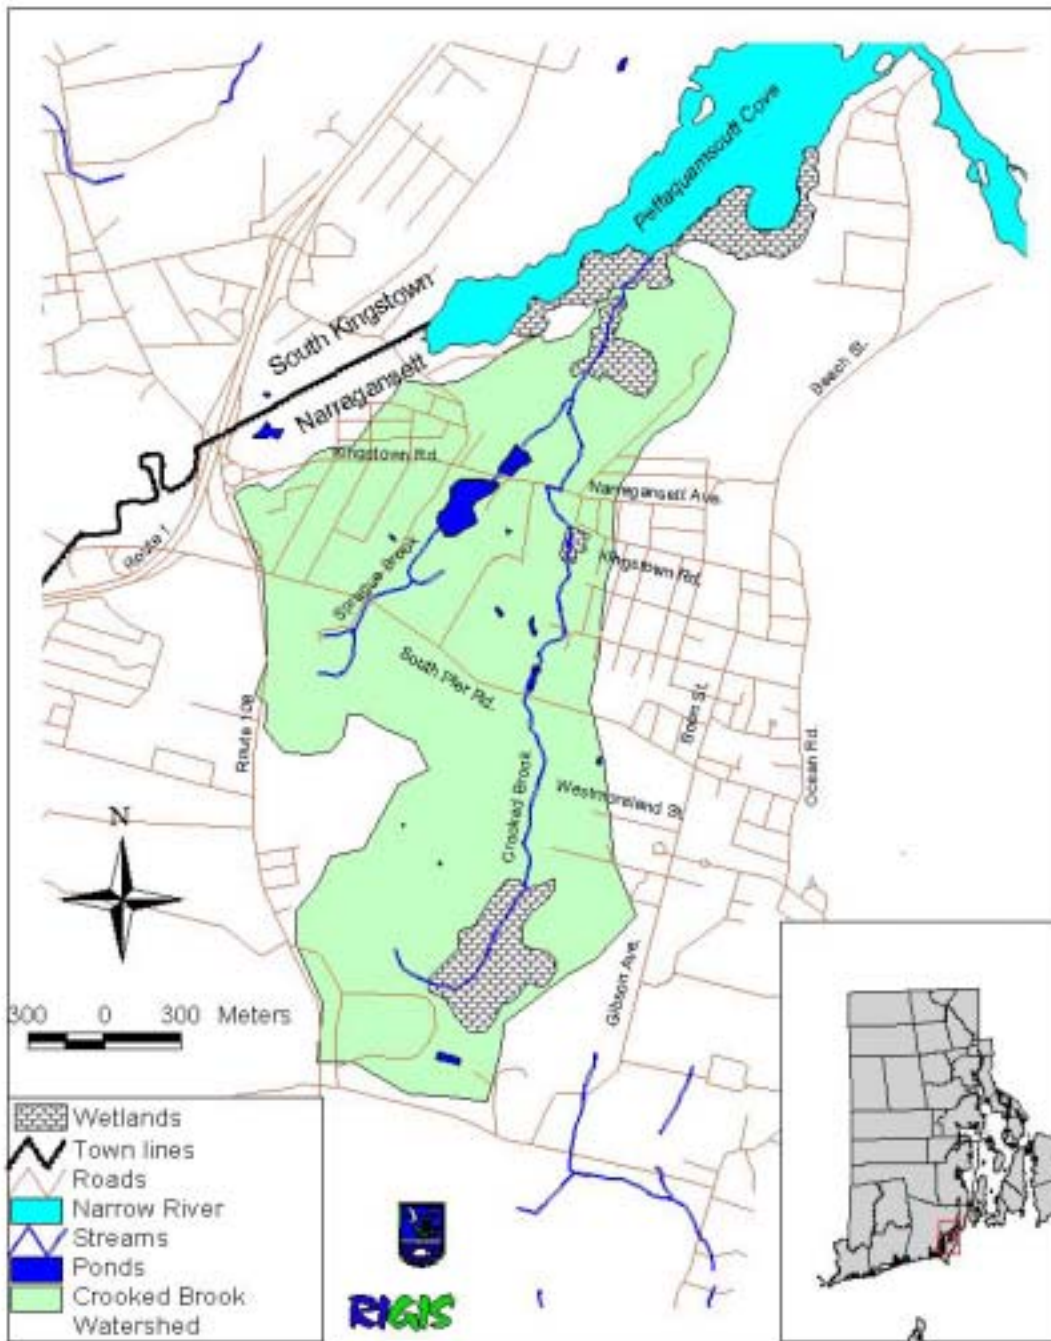 Pettaquamscutt Cove
South Kingstown
Narragansett
Beach St.
Kingstown Rd.
Narragansett Ave.
Kingstown Rd.
Route 1
Sprague Brook
South Pier Rd.
Route 108
Boon St.
Ocean Rd.
Crooked Brook
Westmoreland St.
Gibson Ave.
N
300 0 300 Meters
Wetlands
Town lines
Roads
Narrow River
Streams
Ponds
Crooked Brook
Watershed
RIGIS